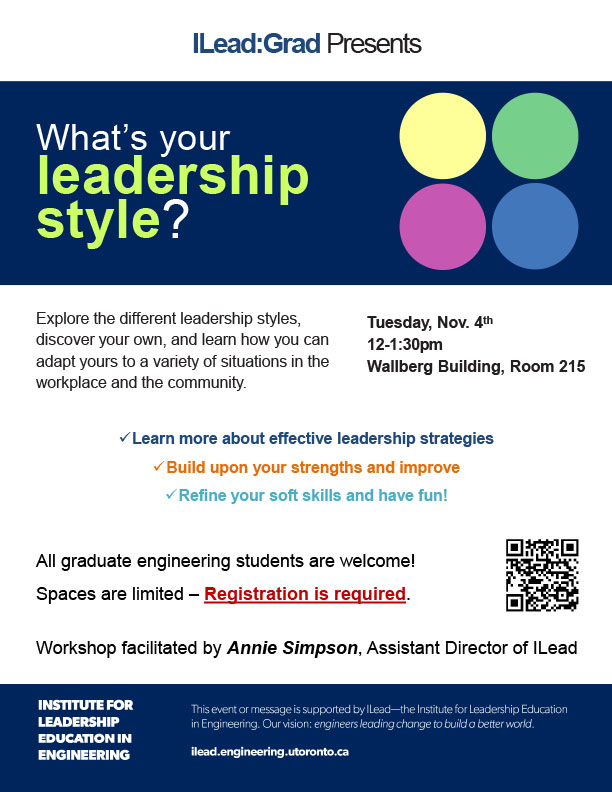 ILead:Grad Presents
What's your
leadership
style?
Explore the different leadership styles,
discover your own, and learn how you can
adapt yours to a variety of situations in the
workplace and the community.
Tuesday, Nov. 4th
12-1:30pm
Wallberg Building, Room 215
✓Learn more about effective leadership strategies
✓Build upon your strengths and improve
✓Refine your soft skills and have fun!
All graduate engineering students are welcome!
Spaces are limited – Registration is required.
Workshop facilitated by Annie Simpson, Assistant Director of ILead
INSTITUTE FOR
LEADERSHIP
EDUCATION IN
ENGINEERING
This event or message is supported by ILead—the Institute for Leadership Education
in Engineering. Our vision: engineers leading change to build a better world.
ilead.engineering.utoronto.ca